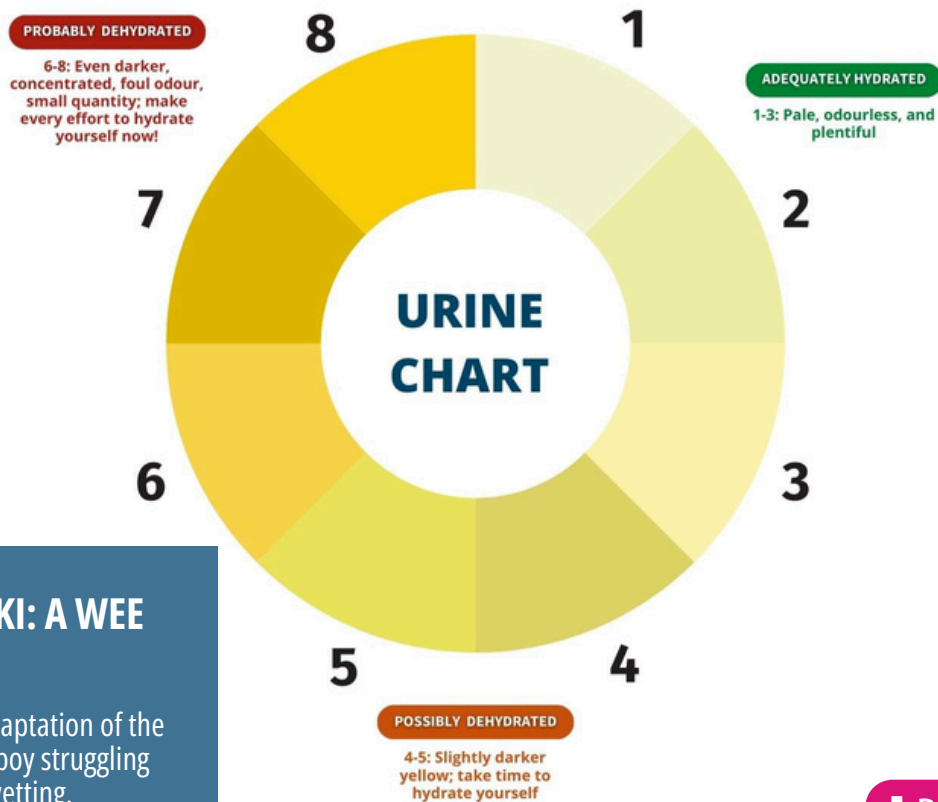 PROBABLY DEHYDRATED
6-8: Even darker,
concentrated, foul odour,
small quantity; make
every effort to hydrate
yourself now!
8
1
ADEQUATELY HYDRATED
1-3: Pale, odourless, and
plentiful
7
2
URINE
CHART
6
3
5
4
POSSIBLY DEHYDRATED
4-5: Slightly darker
yellow; take time to
hydrate yourself
KI: A WEE
aptation of the
boy struggling
etting.